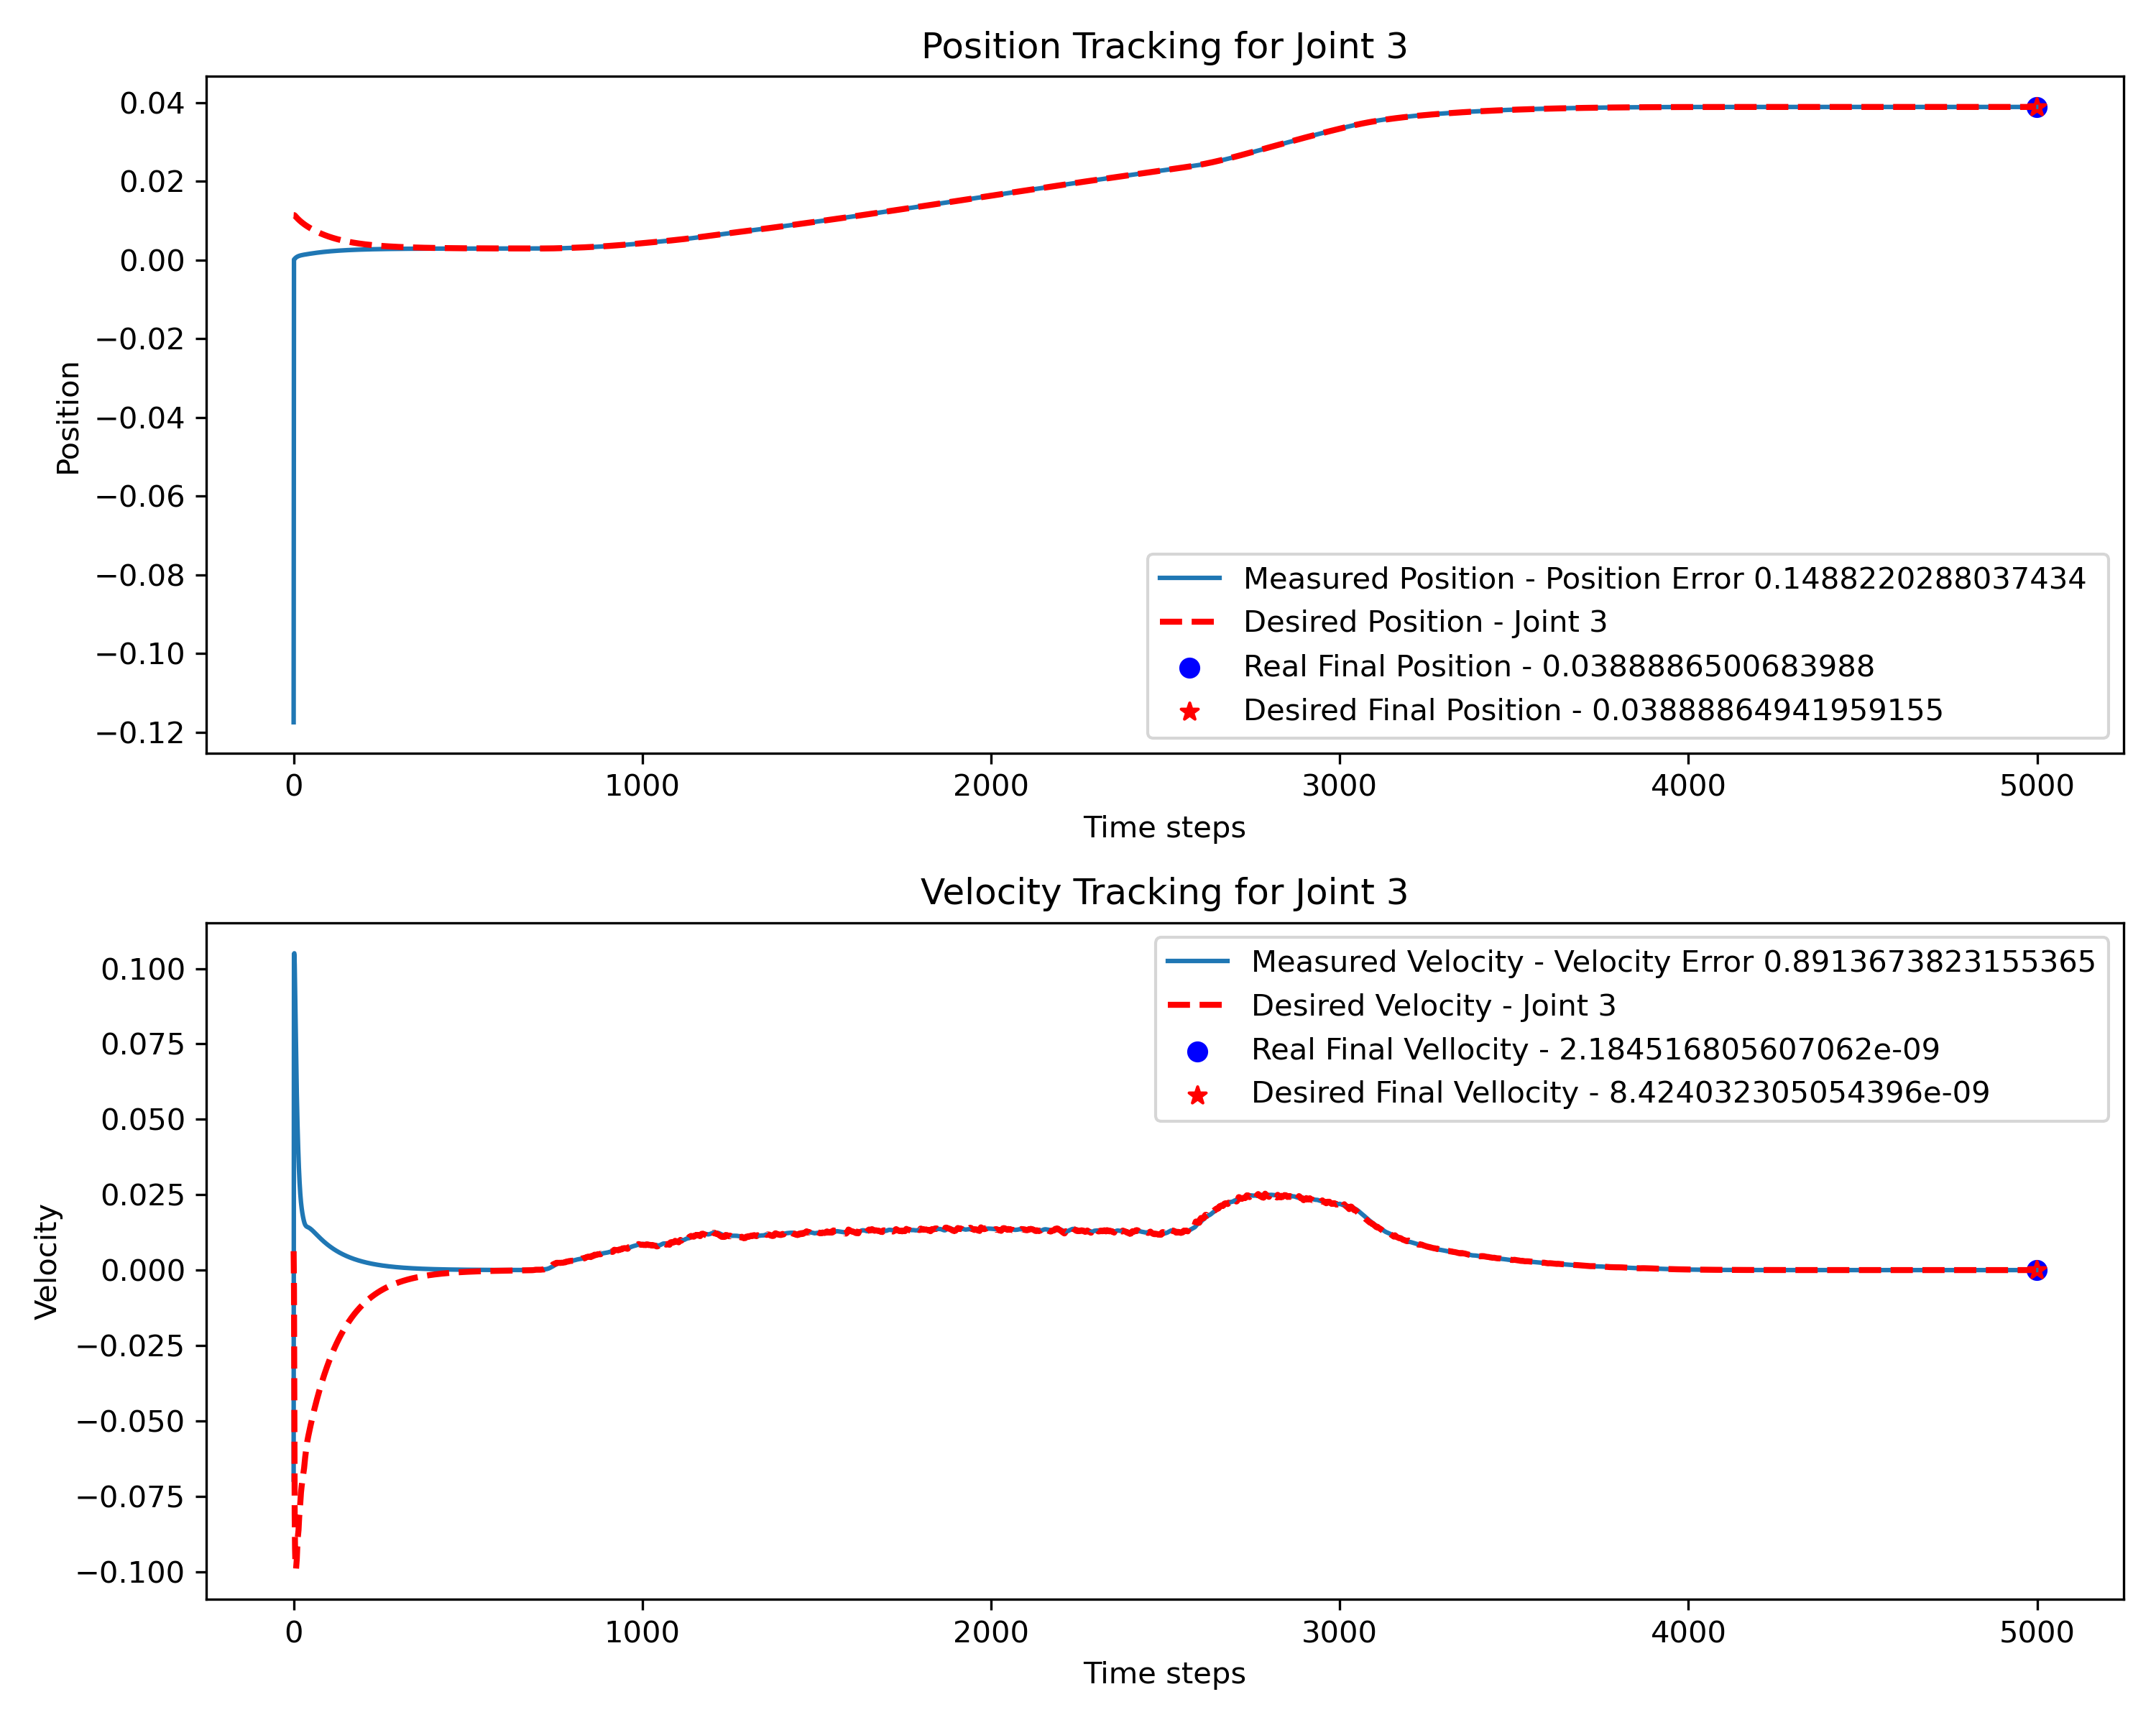 Position Tracking for Joint 3
0.04
0.02
0.00
−0.02
−0.04
−0.06
−0.08
−0.10
−0.12
Position
Measured Position - Position Error 0.1488220288037434
Desired Position - Joint 3
Real Final Position - 0.0388886500683988
Desired Final Position - 0.03888864941959155
0 1000 2000 3000 4000 5000
Time steps
Velocity Tracking for Joint 3
0.100
0.075
0.050
0.025
0.000
−0.025
−0.050
−0.075
−0.100
Velocity
Measured Velocity - Velocity Error 0.8913673823155365
Desired Velocity - Joint 3
Real Final Vellocity - 2.184516805607062e-09
Desired Final Vellocity - 8.424032305054396e-09
0 1000 2000 3000 4000 5000
Time steps